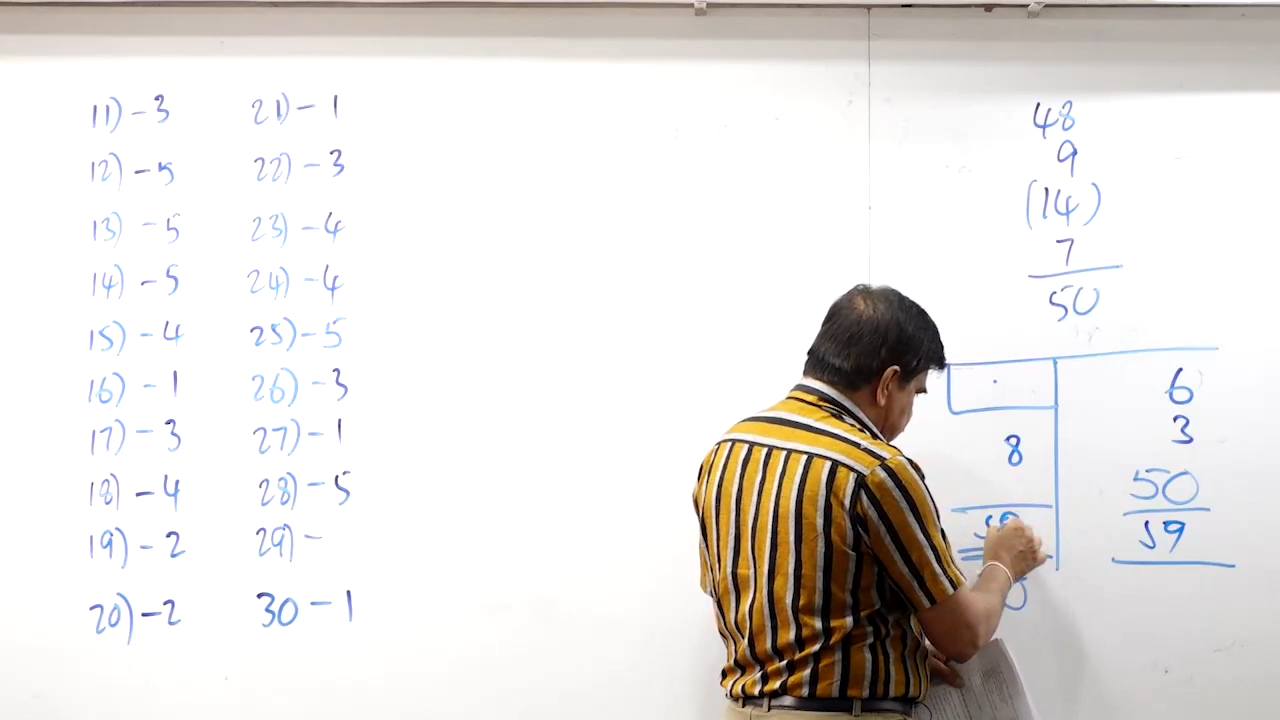 11) - 3
12) - 5
13) - 5
14) - 5
15) - 4
16) - 1
17) - 3
18) - 4
19) - 2
20) - 2
21) - 1
22) - 3
23) - 4
24) - 4
25) - 5
26) - 3
27) - 1
28) - 5
29) -
30 - 1
48
9
(14)
7
50
8
6
3
50
59